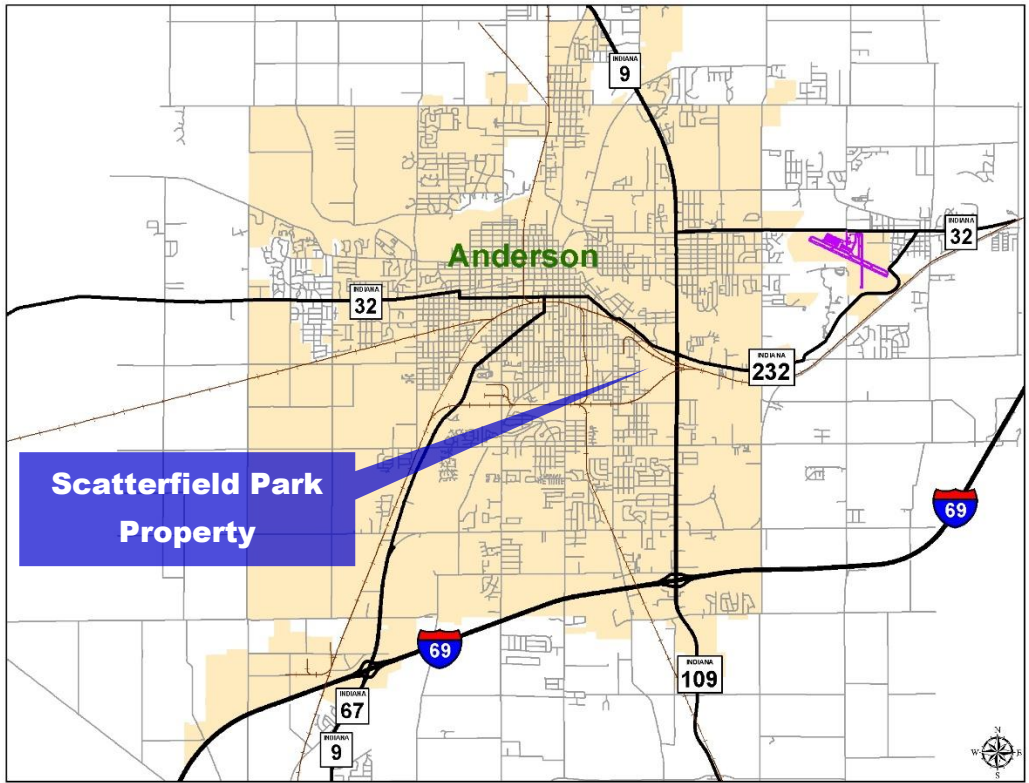 INDIANA
9
INDIANA
32
Anderson
INDIANA
32
INDIANA
232
Scatterfield Park
Property
69
69
INDIANA
109
INDIANA
67
INDIANA
9
N
W
E
S